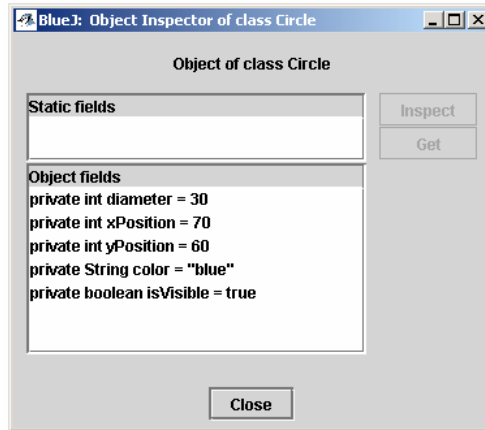 BlueJ: Object Inspector of class Circle
Object of class Circle
Static fields
Inspect
Get
Object fields
private int diameter = 30
private int xPosition = 70
private int yPosition = 60
private String color = "blue"
private boolean isVisible = true
Close